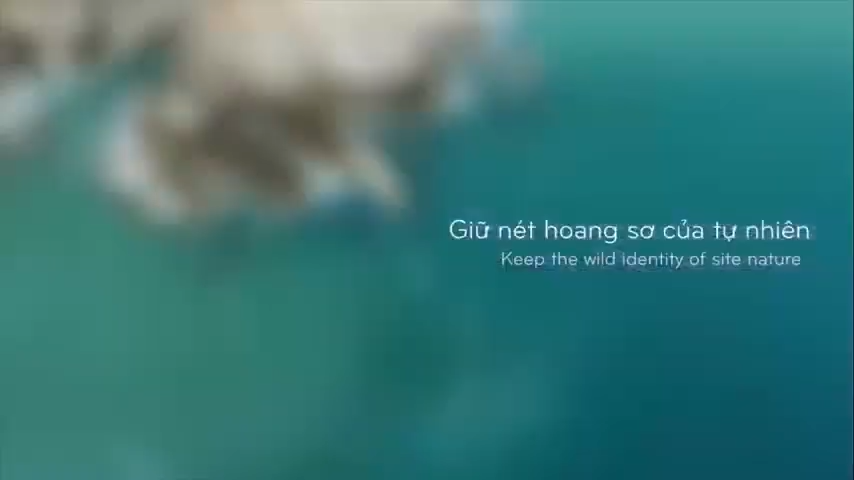 Giữ nét hoang sơ của tự nhiên
Keep the wild identity of site nature